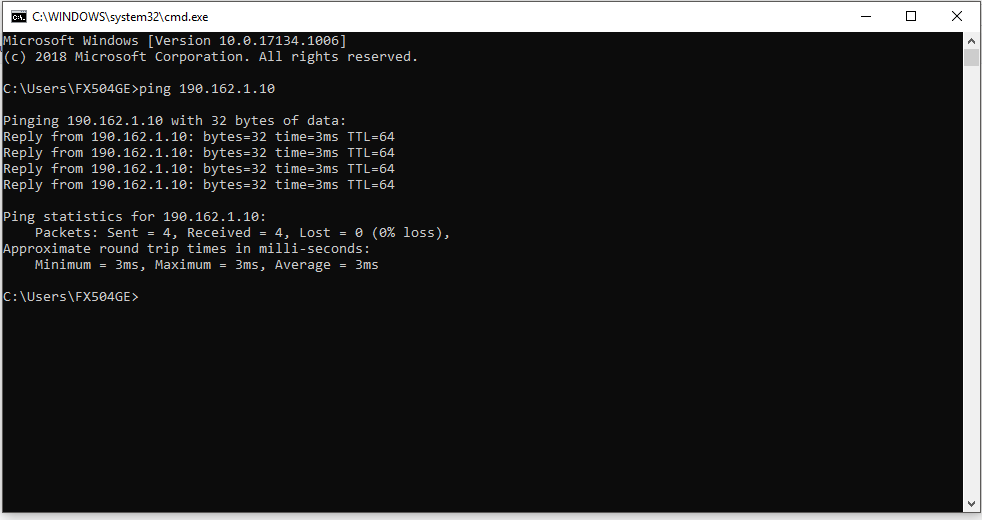 C:\WINDOWS\system32\cmd.exe
Microsoft Windows [Version 10.0.17134.1006]
(c) 2018 Microsoft Corporation. All rights reserved.
C:\Users\FX504GE>ping 190.162.1.10
Pinging 190.162.1.10 with 32 bytes of data:
Reply from 190.162.1.10: bytes=32 time=3ms TTL=64
Reply from 190.162.1.10: bytes=32 time=3ms TTL=64
Reply from 190.162.1.10: bytes=32 time=3ms TTL=64
Reply from 190.162.1.10: bytes=32 time=3ms TTL=64
Ping statistics for 190.162.1.10:
    Packets: Sent = 4, Received = 4, Lost = 0 (0% loss),
Approximate round trip times in milli-seconds:
    Minimum = 3ms, Maximum = 3ms, Average = 3ms
C:\Users\FX504GE>